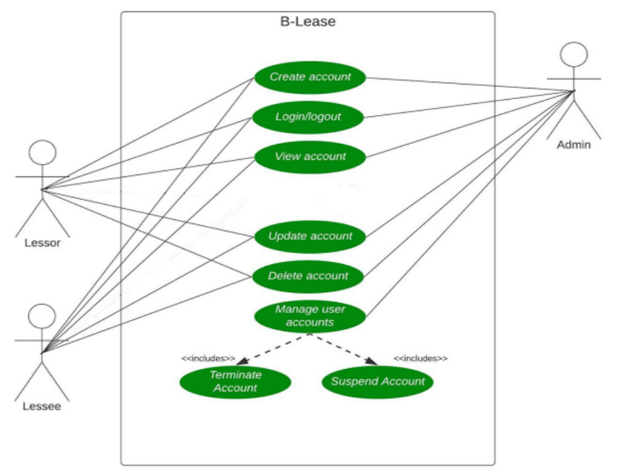 B-Lease
Create account
Login/logout
View account
Admin
Lessor
Update account
Delete account
Manage user
accounts
<<includes>>
<<includes>>
Terminate
Account
Suspend Account
Lessee